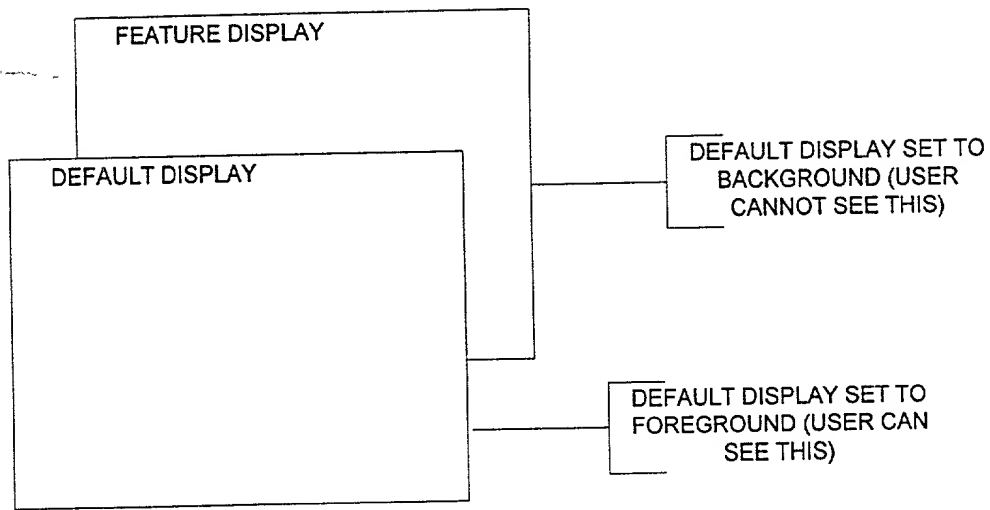 FEATURE DISPLAY
DEFAULT DISPLAY
DEFAULT DISPLAY SET TO
BACKGROUND (USER
CANNOT SEE THIS)
DEFAULT DISPLAY SET TO
FOREGROUND (USER CAN
SEE THIS)